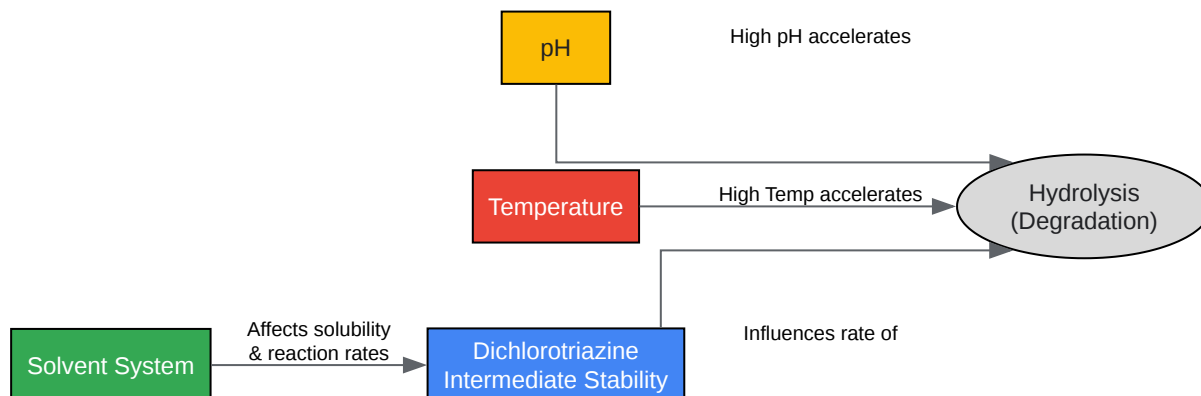 pH
High pH accelerates
Temperature
High Temp accelerates
Hydrolysis
(Degradation)
Solvent System
Affects solubility
& reaction rates
Dichlorotriazine
Intermediate Stability
Influences rate of